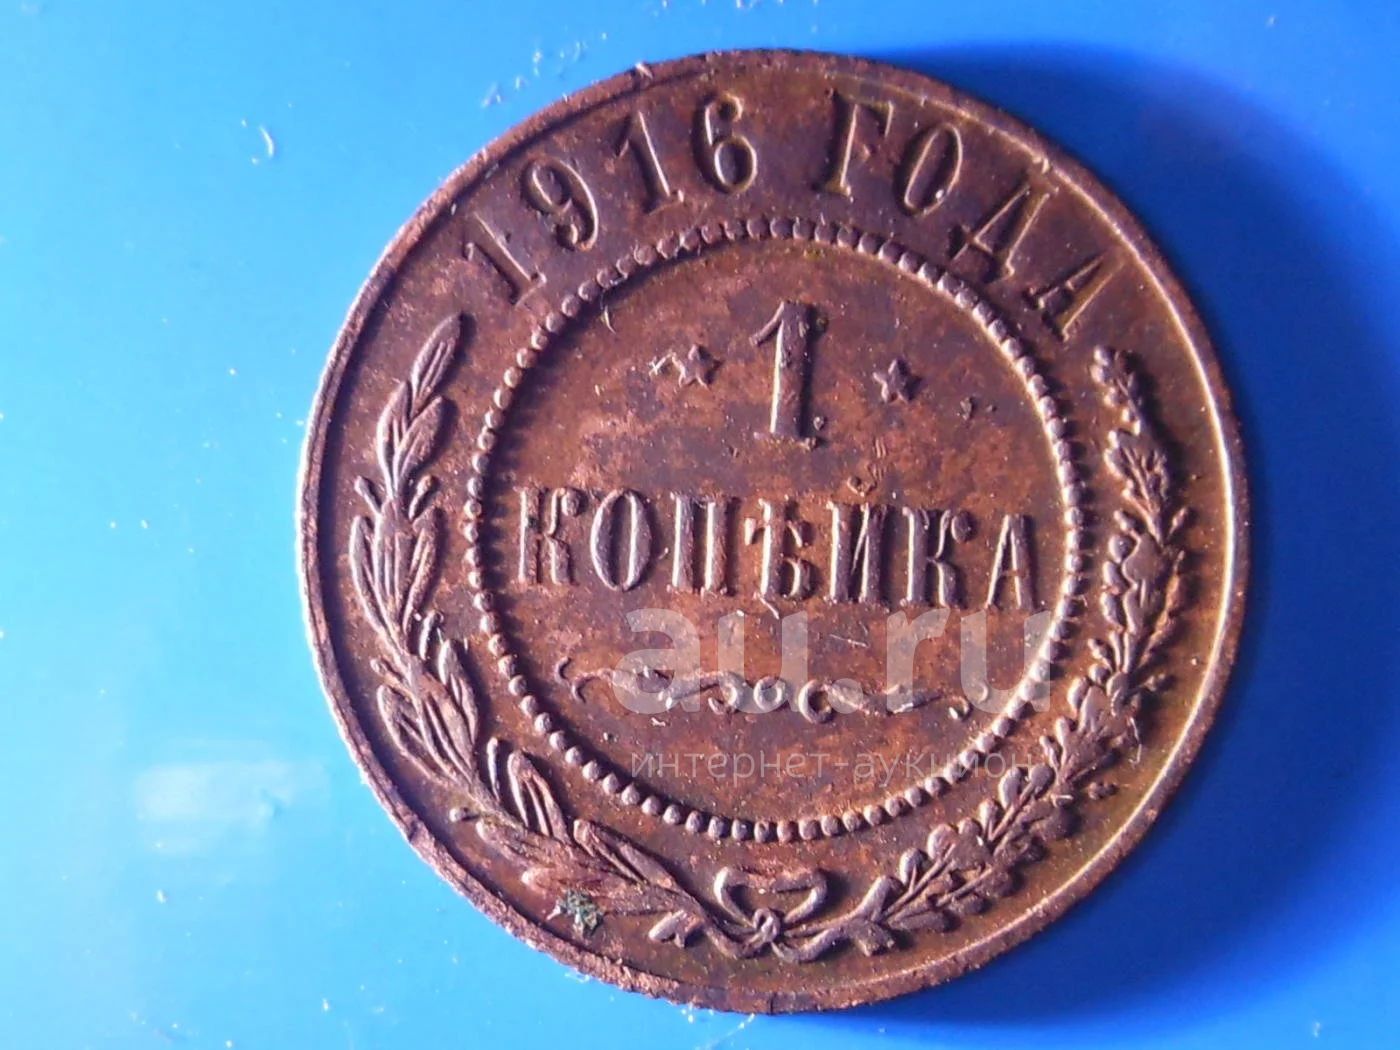 1916 ГОДА
1
КОПѢЙКА
au.ru
интернет-аукцион